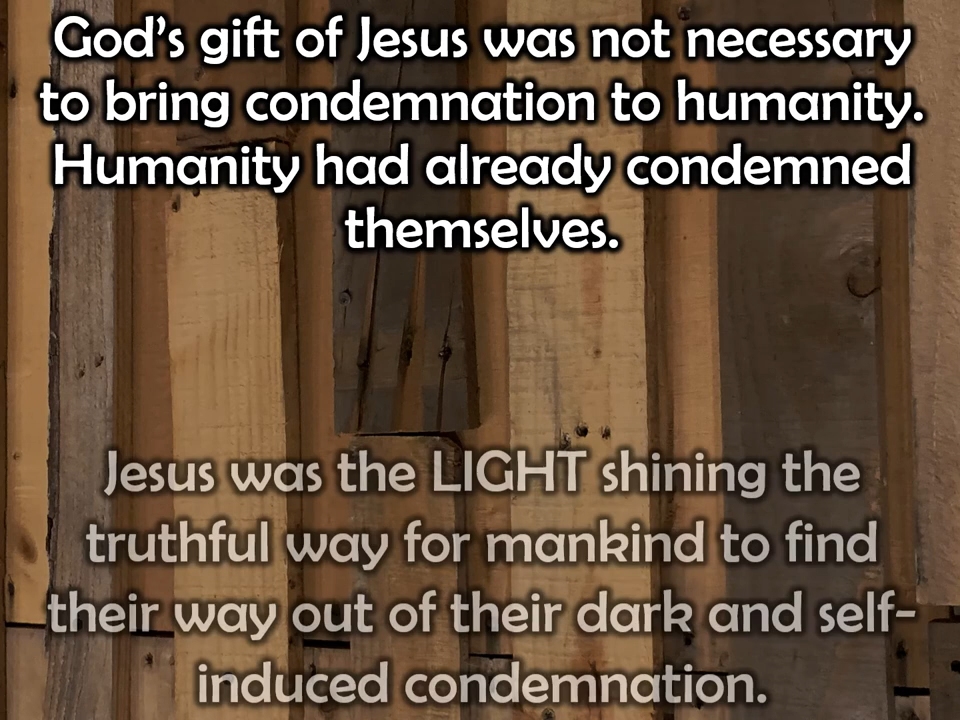 God’s gift of Jesus was not necessary
to bring condemnation to humanity.
Humanity had already condemned
themselves.
Jesus was the LIGHT shining the
truthful way for mankind to find
their way out of their dark and self-
induced condemnation.